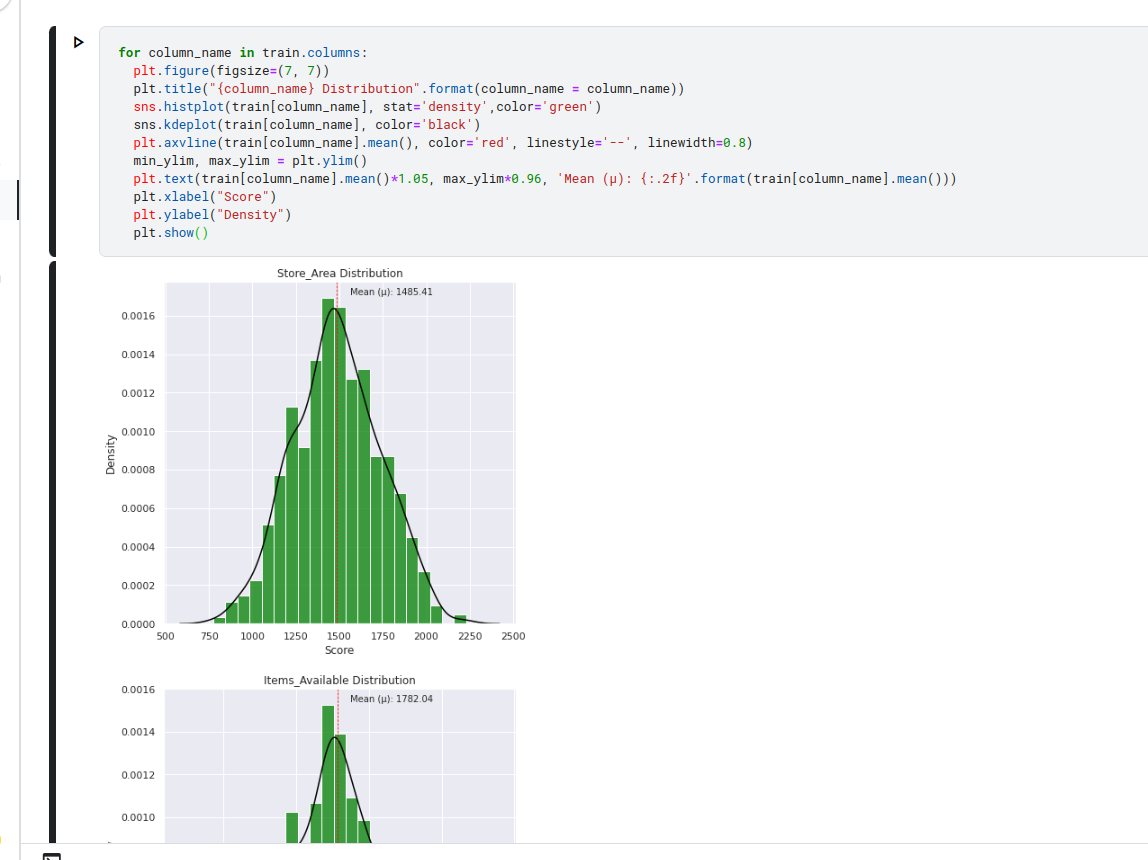 for column_name in train.columns:
plt.figure(figsize=(7, 7))
plt.title("{column_name} Distribution".format(column_name = column_name))
sns.histplot(train[column_name], stat='density',color='green')
sns.kdeplot(train[column_name], color='black')
plt.axvline(train[column_name].mean(), color='red', linestyle='--', linewidth=0.8)
min_ylim, max_ylim = plt.ylim()
plt.text(train[column_name].mean()*1.05, max_ylim*0.96, 'Mean (μ): {:.2f}'.format(train[column_name].mean()))
plt.xlabel("Score")
plt.ylabel("Density")
plt.show()
Store_Area Distribution
Mean (μ): 1485.41
0.0016
0.0014
0.0012
0.0010
0.0008
0.0006
0.0004
0.0002
0.0000
Density
500 750 1000 1250 1500 1750 2000 2250 2500
Score
Items_Available Distribution
Mean (μ): 1782.04
0.0016
0.0014
0.0012
0.0010